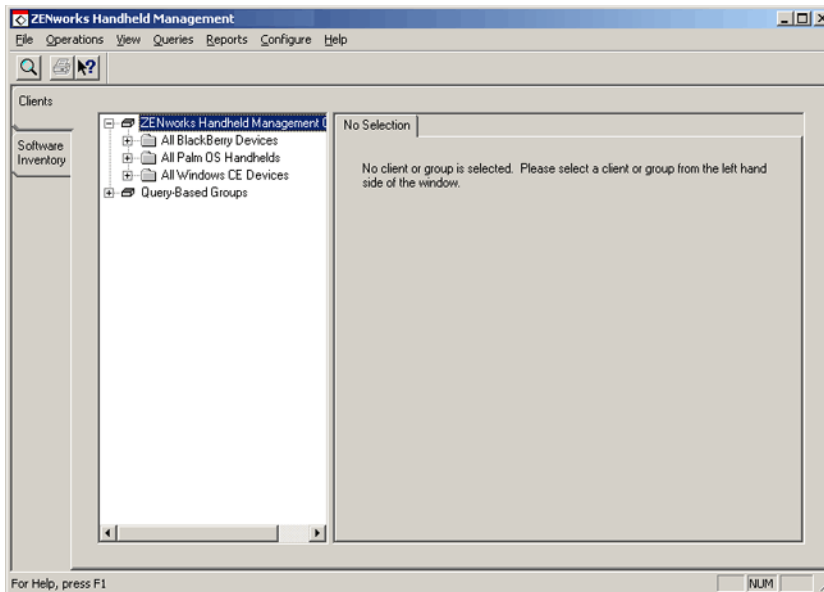 ZENworks Handheld Management
File Operations View Queries Reports Configure Help
Clients
Software
Inventory
ZENworks Handheld Management
All BlackBerry Devices
All Palm OS Handhelds
All Windows CE Devices
Query-Based Groups
No Selection
No client or group is selected. Please select a client or group from the left hand
side of the window.
For Help, press F1
NUM